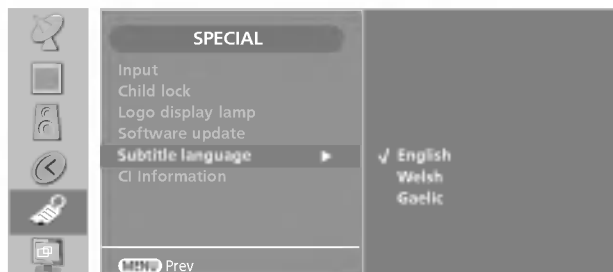 SPECIAL
Input
Child lock
Logo display lamp
Software update
Subtitle language ▶ √ English
Welsh
CI Information
Gaelic
MENU Prev